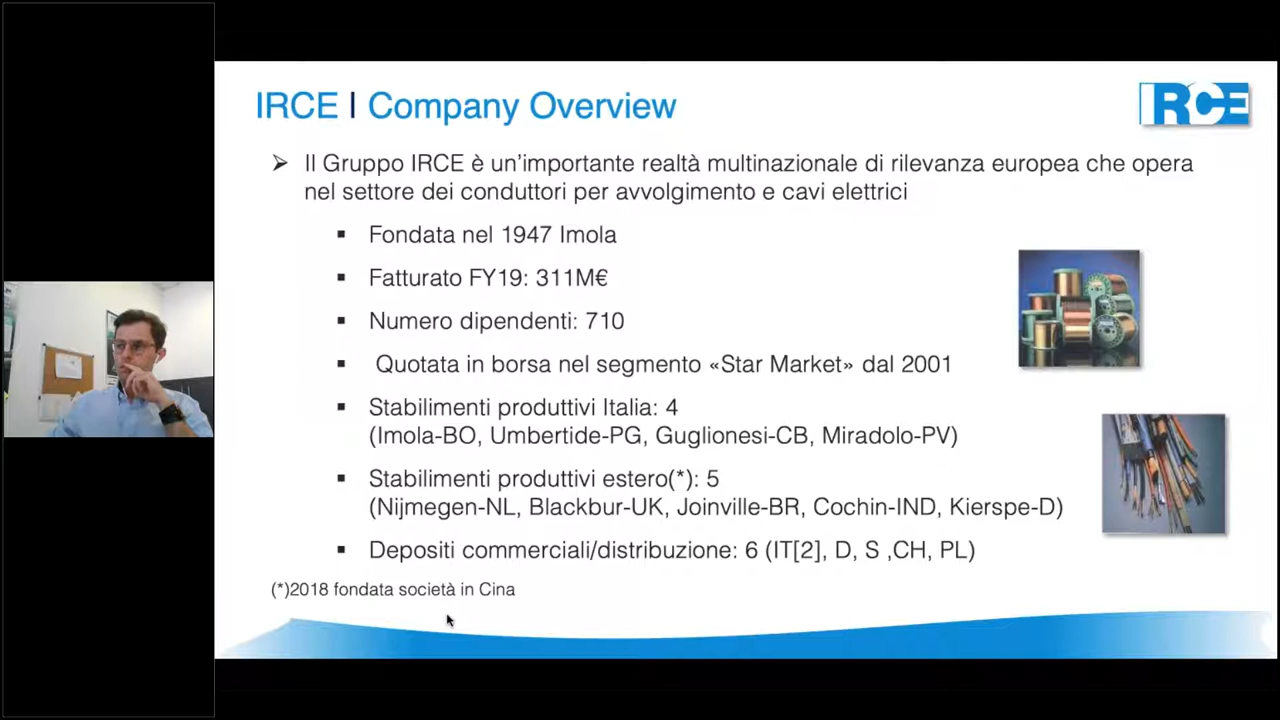 IRCE | Company Overview
IRCE
➢ Il Gruppo IRCE è un'importante realtà multinazionale di rilevanza europea che opera
nel settore dei conduttori per avvolgimento e cavi elettrici
▪ Fondata nel 1947 Imola
▪ Fatturato FY19: 311M€
▪ Numero dipendenti: 710
▪ Quotata in borsa nel segmento «Star Market» dal 2001
▪ Stabilimenti produttivi Italia: 4
(Imola-BO, Umbertide-PG, Guglionesi-CB, Miradolo-PV)
▪ Stabilimenti produttivi estero(*): 5
(Nijmegen-NL, Blackbur-UK, Joinville-BR, Cochin-IND, Kierspe-D)
▪ Depositi commerciali/distribuzione: 6 (IT[2], D, S ,CH, PL)
(*)2018 fondata società in Cina